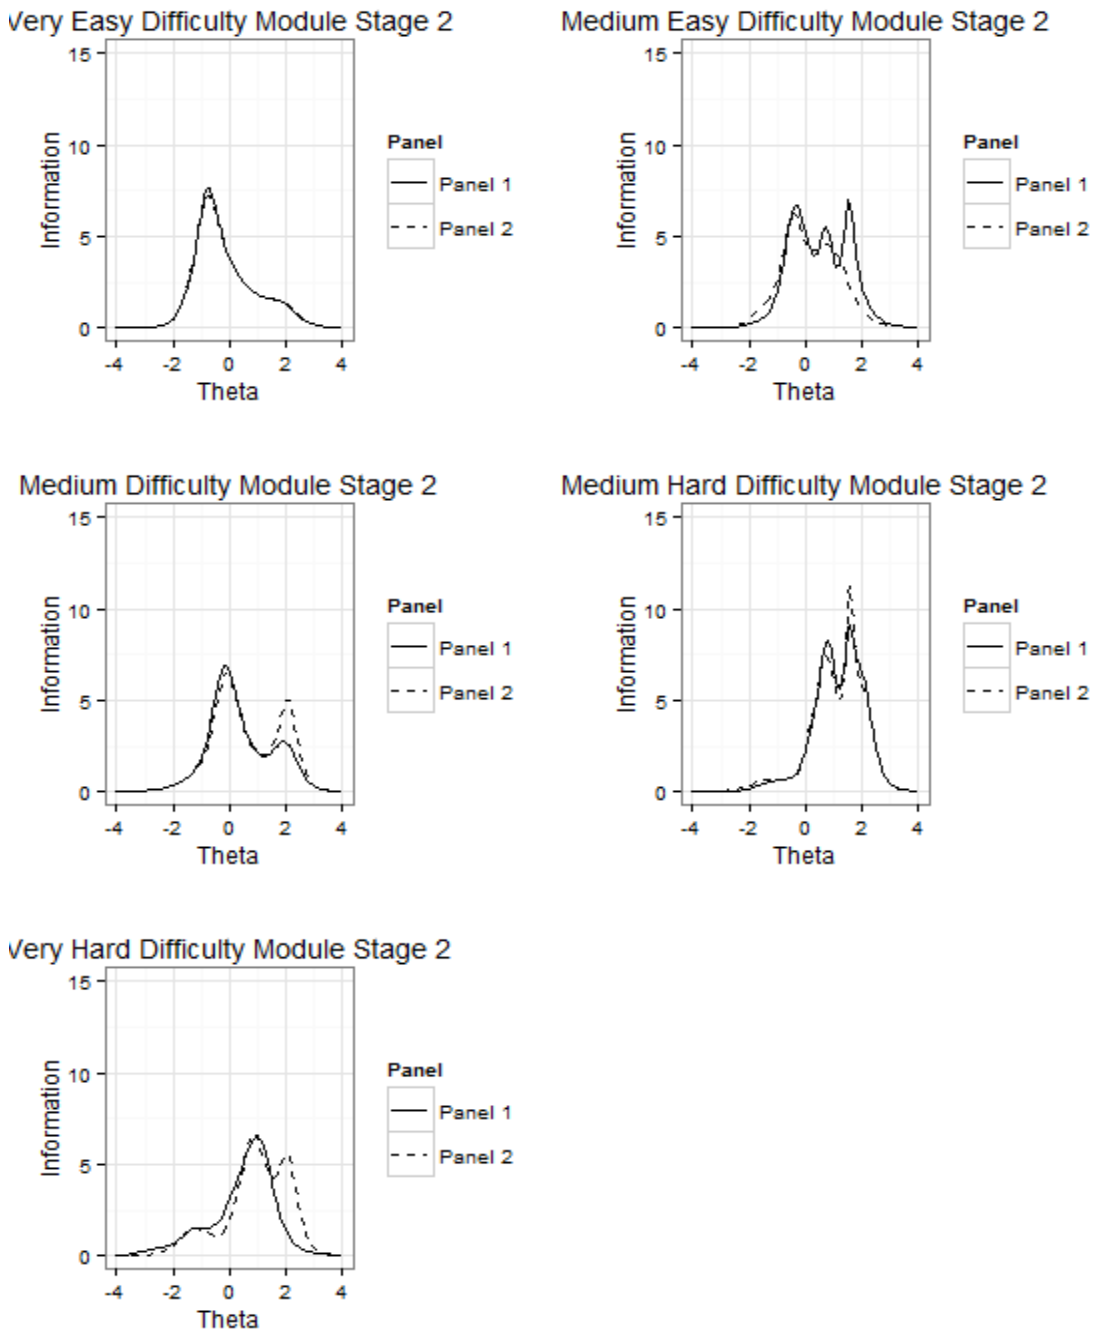 Very Easy Difficulty Module Stage 2
15
10
5
0
Information
-4 -2 0 2 4
Theta
Panel
Panel 1
Panel 2
Medium Easy Difficulty Module Stage 2
15
10
5
0
Information
-4 -2 0 2 4
Theta
Panel
Panel 1
Panel 2
Medium Difficulty Module Stage 2
15
10
5
0
Information
-4 -2 0 2 4
Theta
Panel
Panel 1
Panel 2
Medium Hard Difficulty Module Stage 2
15
10
5
0
Information
-4 -2 0 2 4
Theta
Panel
Panel 1
Panel 2
Very Hard Difficulty Module Stage 2
15
10
5
0
Information
-4 -2 0 2 4
Theta
Panel
Panel 1
Panel 2